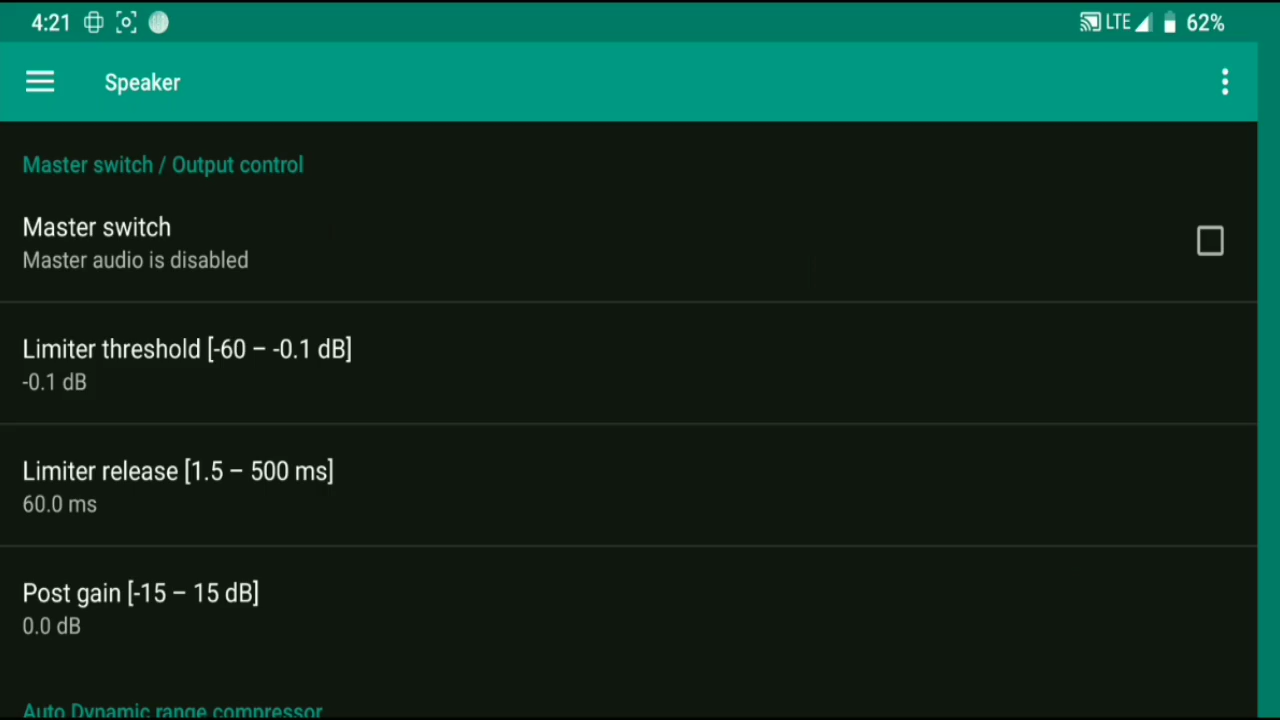 4:21
LTE 62%
Speaker
Master switch / Output control
Master switch
Master audio is disabled
Limiter threshold [-60 – -0.1 dB]
-0.1 dB
Limiter release [1.5 – 500 ms]
60.0 ms
Post gain [-15 – 15 dB]
0.0 dB
Auto Dynamic range compressor